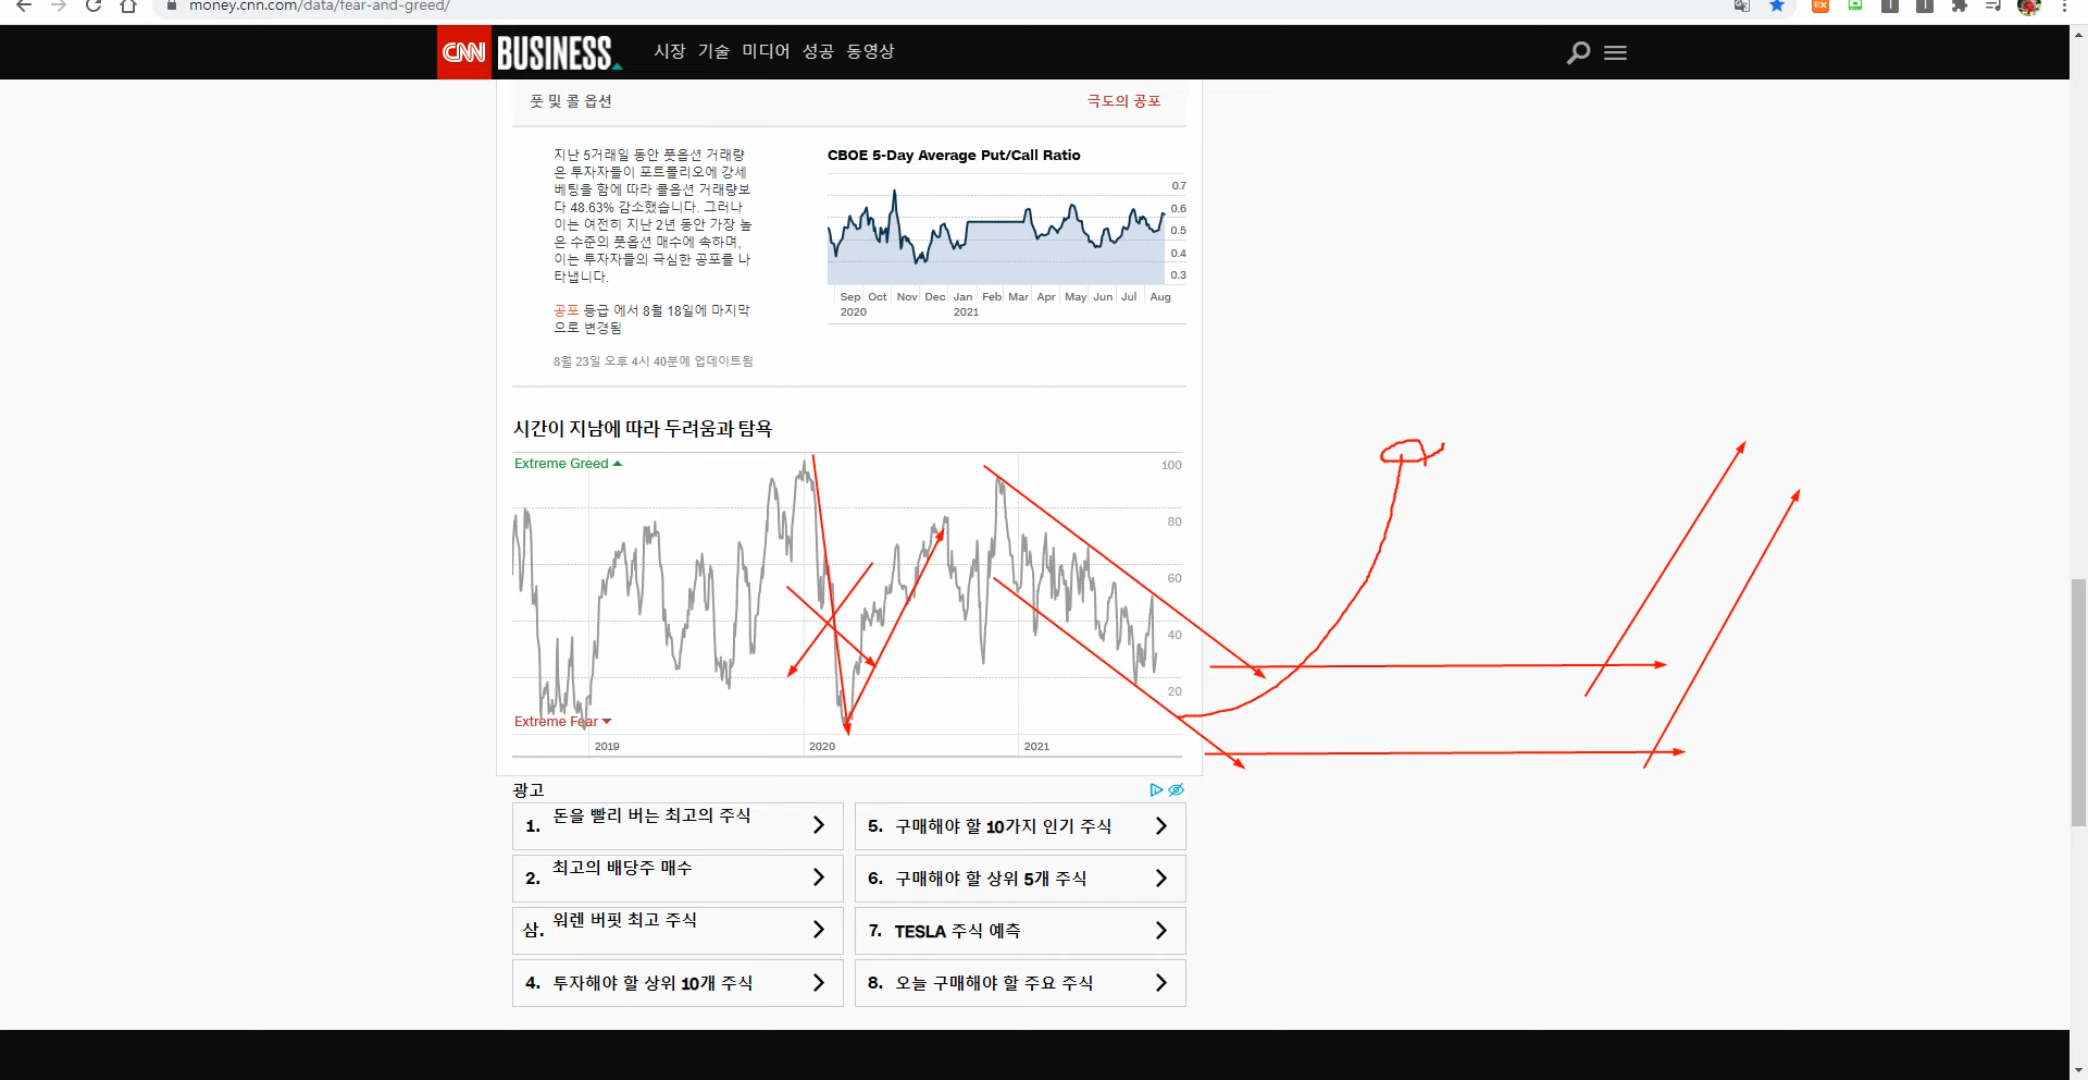 money.cnn.com/data/fear-and-greed/
CNN BUSINESS 시장 기술 미디어 성공 동영상
풋 및 콜 옵션 극도의 공포
지난 5거래일 동안 풋옵션 거래량
은 투자자들이 포트폴리오에 강세
베팅을 함에 따라 콜옵션 거래량보
다 48.63% 감소했습니다. 그러나
이는 여전히 지난 2년 동안 가장 높
은 수준의 풋옵션 매수에 속하며,
이는 투자자들의 극심한 공포를 나
타냅니다.
공포 등급 에서 8월 18일에 마지막
으로 변경됨
8월 23일 오후 4시 40분에 업데이트됨
CBOE 5-Day Average Put/Call Ratio
0.7
0.6
0.5
0.4
0.3
Sep Oct Nov Dec Jan Feb Mar Apr May Jun Jul Aug
2020 2021
시간이 지남에 따라 두려움과 탐욕
Extreme Greed
100
80
60
40
20
Extreme Fear
2019 2020 2021
광고
1. 돈을 빨리 버는 최고의 주식
2. 최고의 배당주 매수
삼. 워렌 버핏 최고 주식
4. 투자해야 할 상위 10개 주식
5. 구매해야 할 10가지 인기 주식
6. 구매해야 할 상위 5개 주식
7. TESLA 주식 예측
8. 오늘 구매해야 할 주요 주식